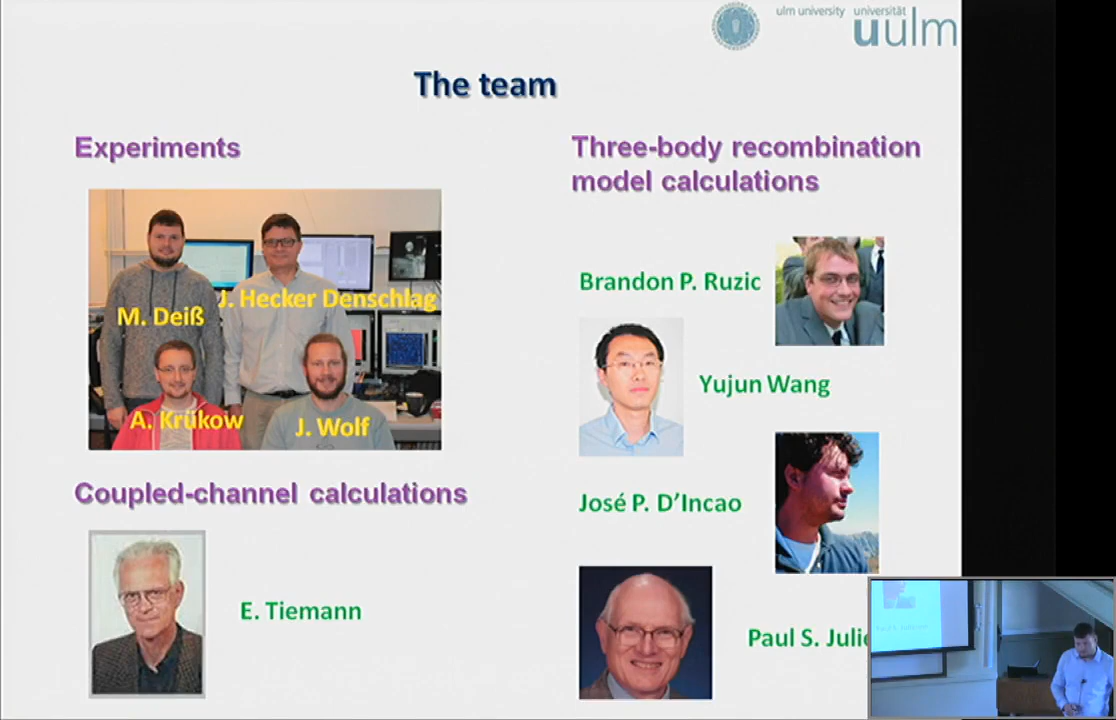 ulm university universität
uulm
The team
Experiments
M. Deiß
J. Hecker Denschlag
A. Krükow
J. Wolf
Coupled-channel calculations
E. Tiemann
Three-body recombination
model calculations
Brandon P. Ruzic
Yujun Wang
José P. D'Incao
Paul S.